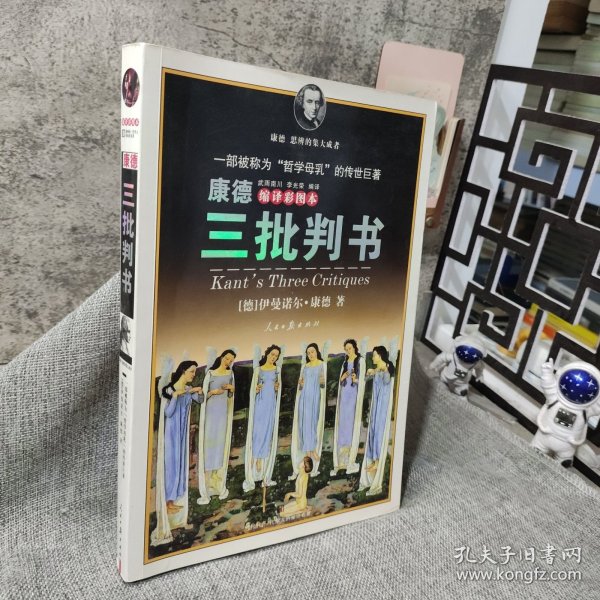 康德 思辨的集大成者
一部被称为“哲学母乳”的传世巨著
康德
武雨南川 李光荣 编译
缩译彩图本
三批判书
Kant's Three Critiques
[德]伊曼诺尔·康德 著
人民日报出版社
康德
三批判书
孔夫子旧书网
www.kongfz.com